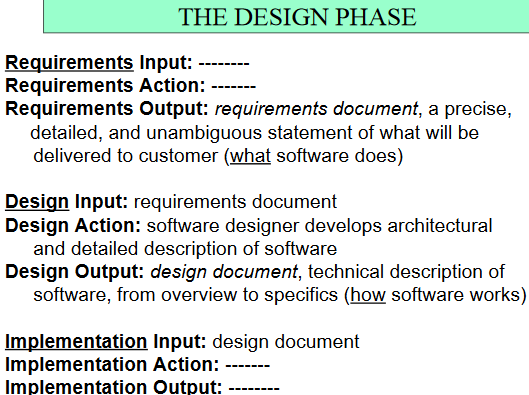 THE DESIGN PHASE
Requirements Input: --------
Requirements Action: -------
Requirements Output: requirements document, a precise,
detailed, and unambiguous statement of what will be
delivered to customer (what software does)
Design Input: requirements document
Design Action: software designer develops architectural
and detailed description of software
Design Output: design document, technical description of
software, from overview to specifics (how software works)
Implementation Input: design document
Implementation Action: -------
Implementation Output: --------